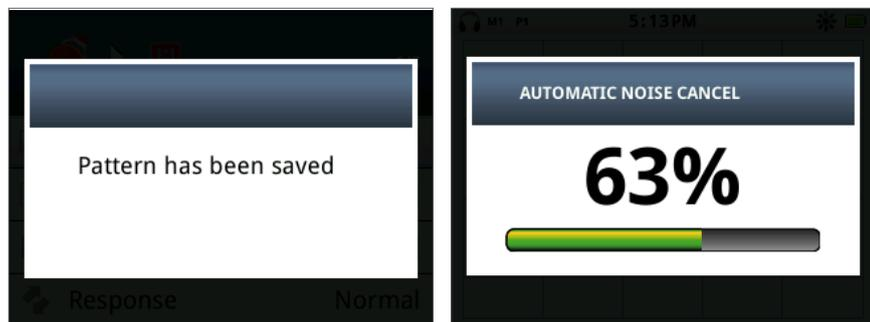 Pattern has been saved
Response Normal
M1 P1 5:13PM
AUTOMATIC NOISE CANCEL
63%